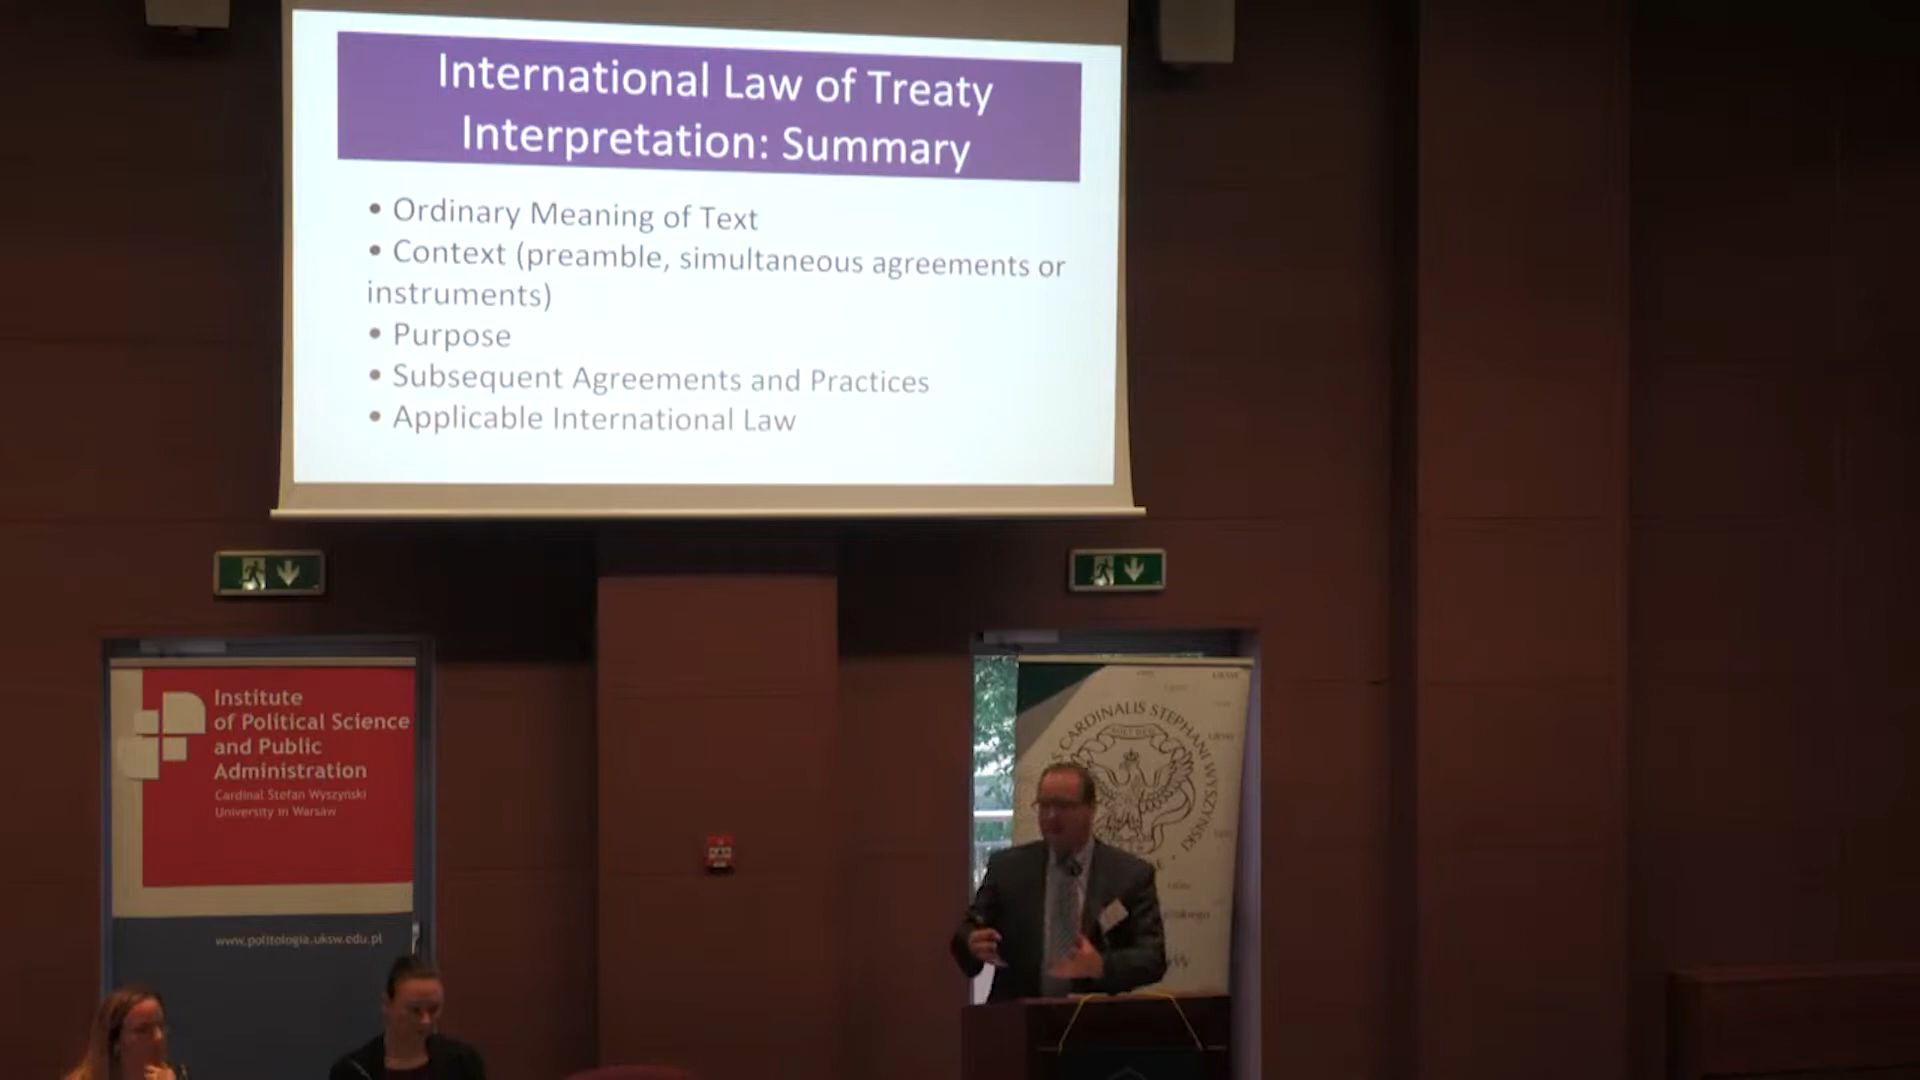 International Law of Treaty
Interpretation: Summary
• Ordinary Meaning of Text
• Context (preamble, simultaneous agreements or
instruments)
• Purpose
• Subsequent Agreements and Practices
• Applicable International Law
Institute
of Political Science
and Public
Administration
Cardinal Stefan Wyszyński
University in Warsaw
www.politologia.uksw.edu.pl
CARDINALIS STEPHANI WYSZYŃSKI